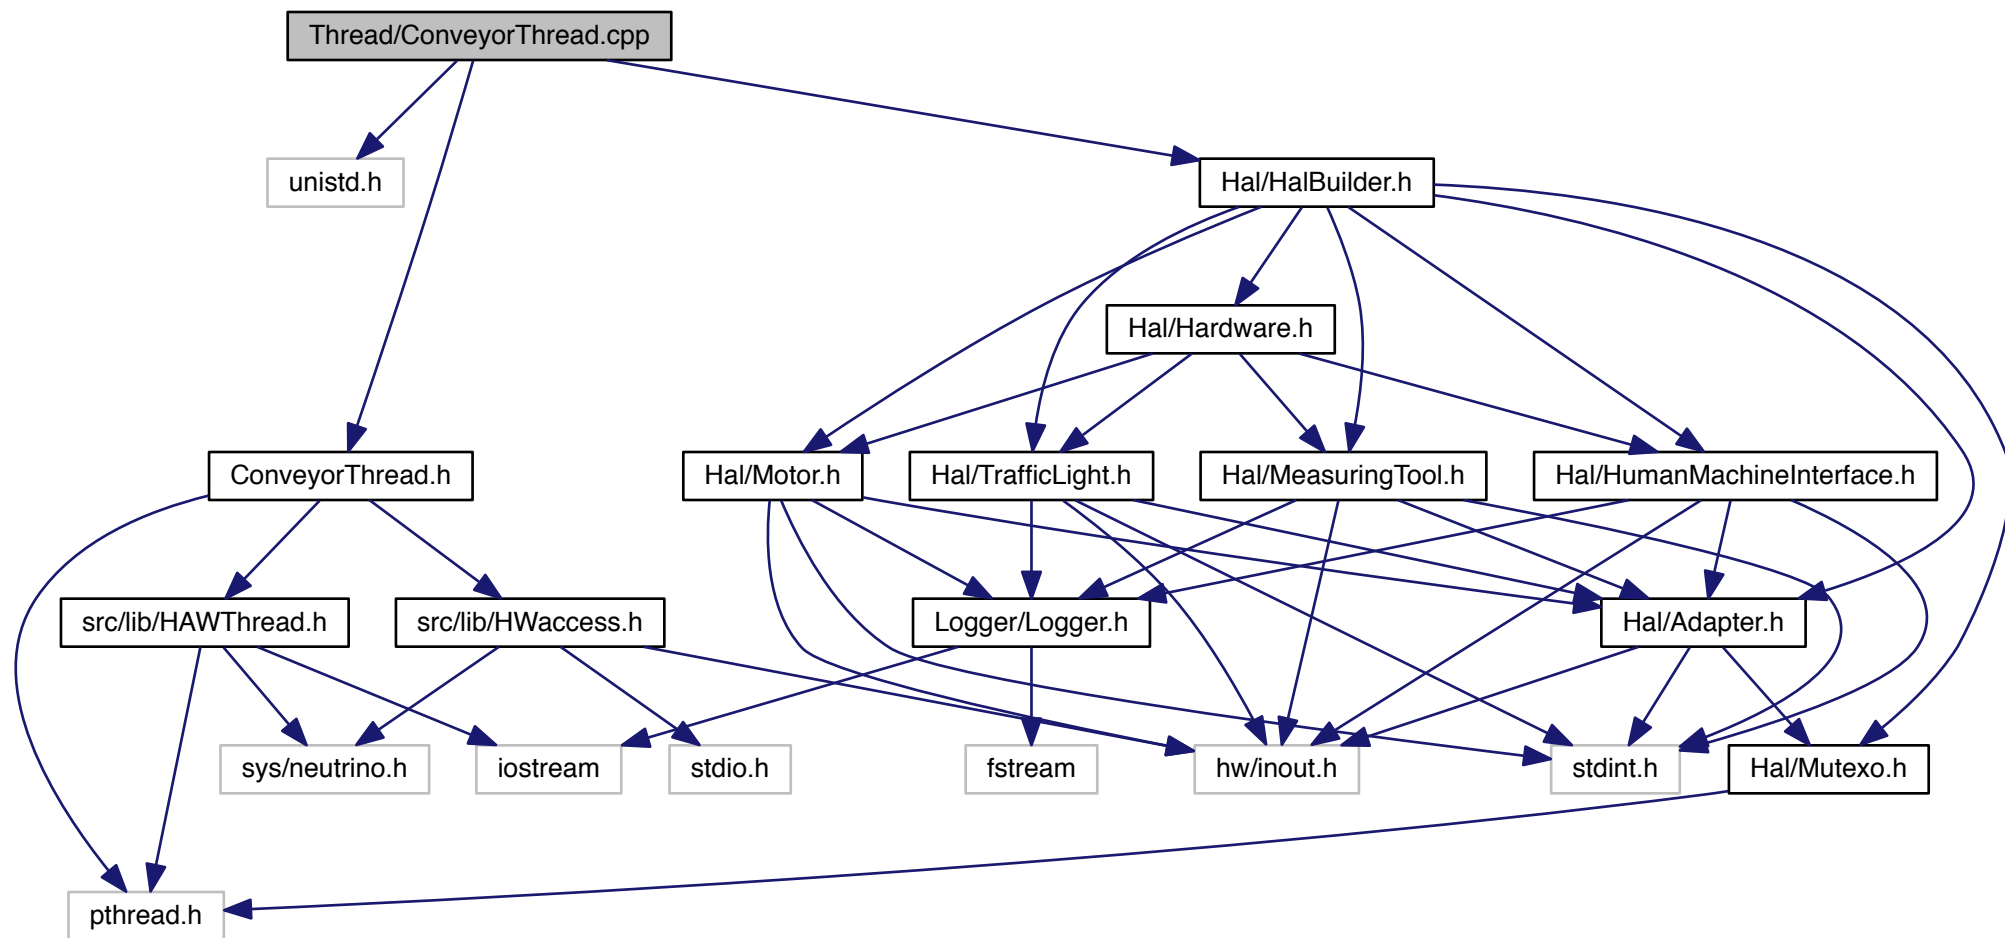 Thread/ConveyorThread.cpp
unistd.h
Hal/HalBuilder.h
Hal/Hardware.h
ConveyorThread.h
Hal/Motor.h
Hal/TrafficLight.h
Hal/MeasuringTool.h
Hal/HumanMachineInterface.h
src/lib/HAWThread.h
src/lib/HWaccess.h
Logger/Logger.h
Hal/Adapter.h
sys/neutrino.h
iostream
stdio.h
fstream
hw/inout.h
stdint.h
Hal/Mutexo.h
pthread.h